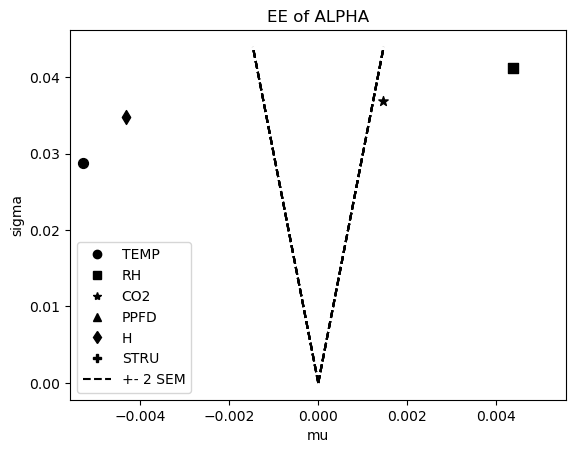 EE of ALPHA
sigma
0.04
0.03
0.02
0.01
0.00
TEMP
RH
CO2
PPFD
H
STRU
+- 2 SEM
−0.004
−0.002
0.000
0.002
0.004
mu